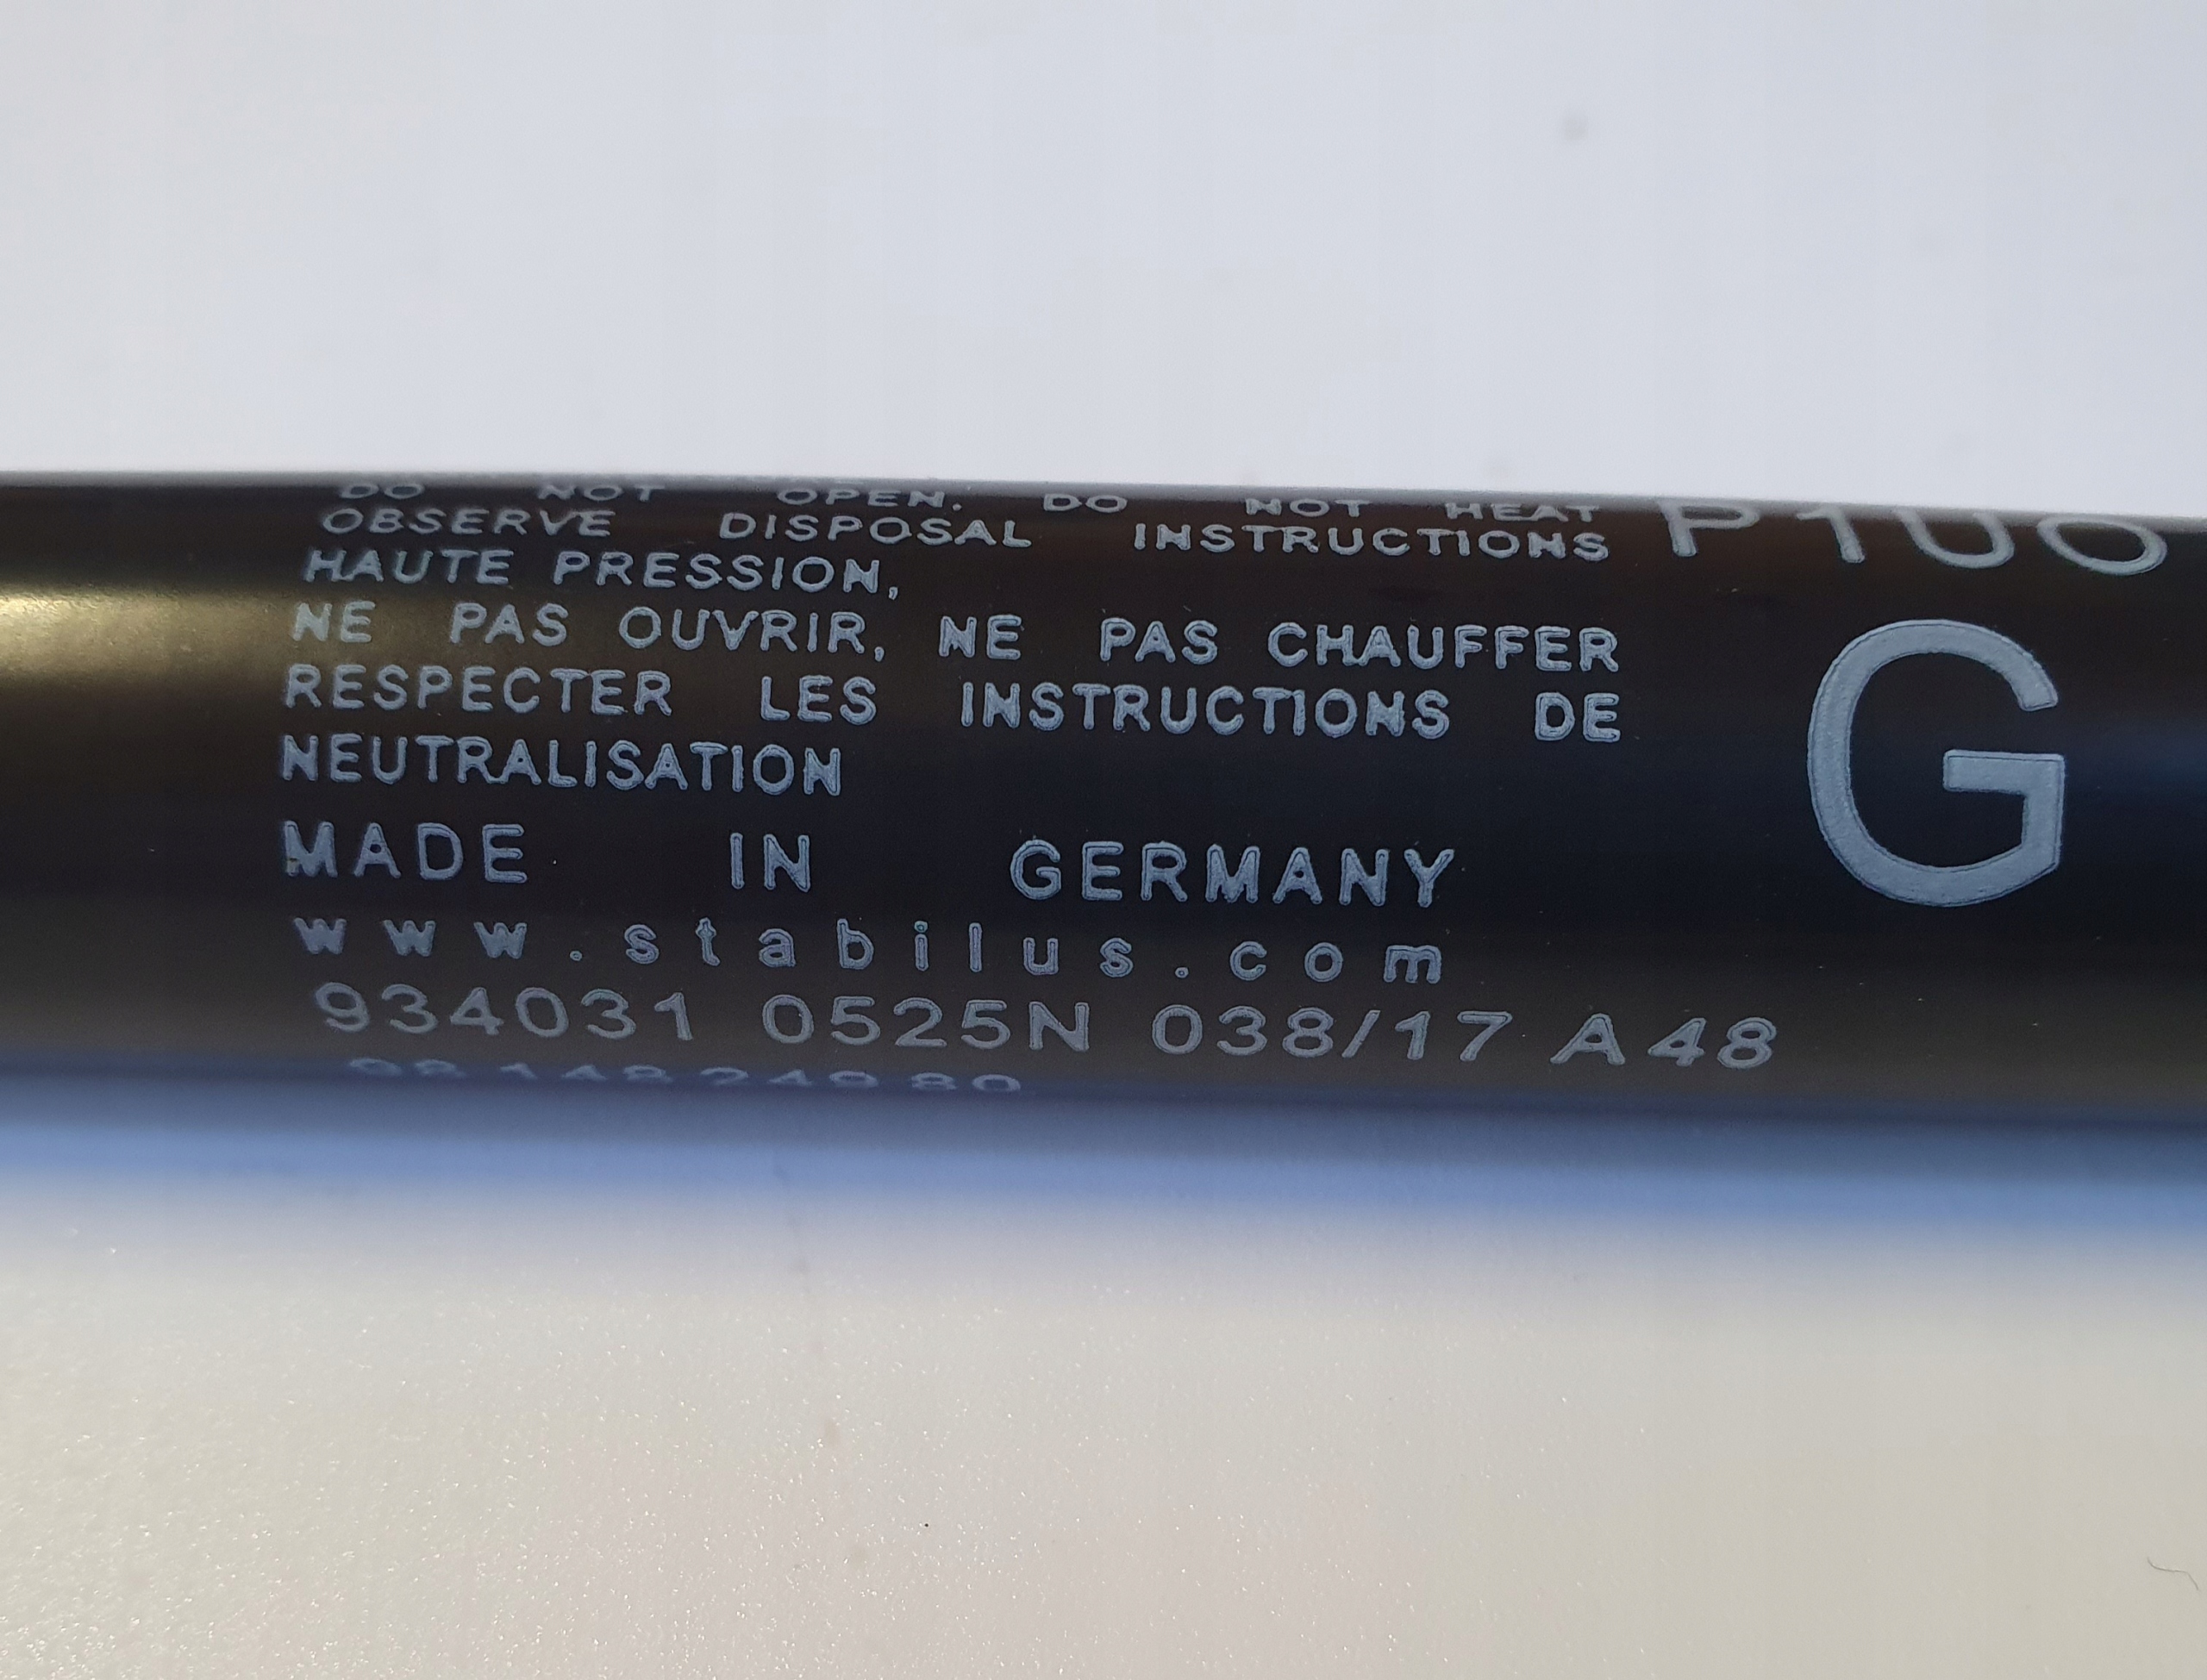 DO NOT OPEN. DO NOT HEAT
OBSERVE DISPOSAL INSTRUCTIONS
P1UO
HAUTE PRESSION,
NE PAS OUVRIR, NE PAS CHAUFFER
RESPECTER LES INSTRUCTIONS DE
NEUTRALISATION
G
MADE IN GERMANY
www.stabilus.com
934031 0525N 038/17 A48